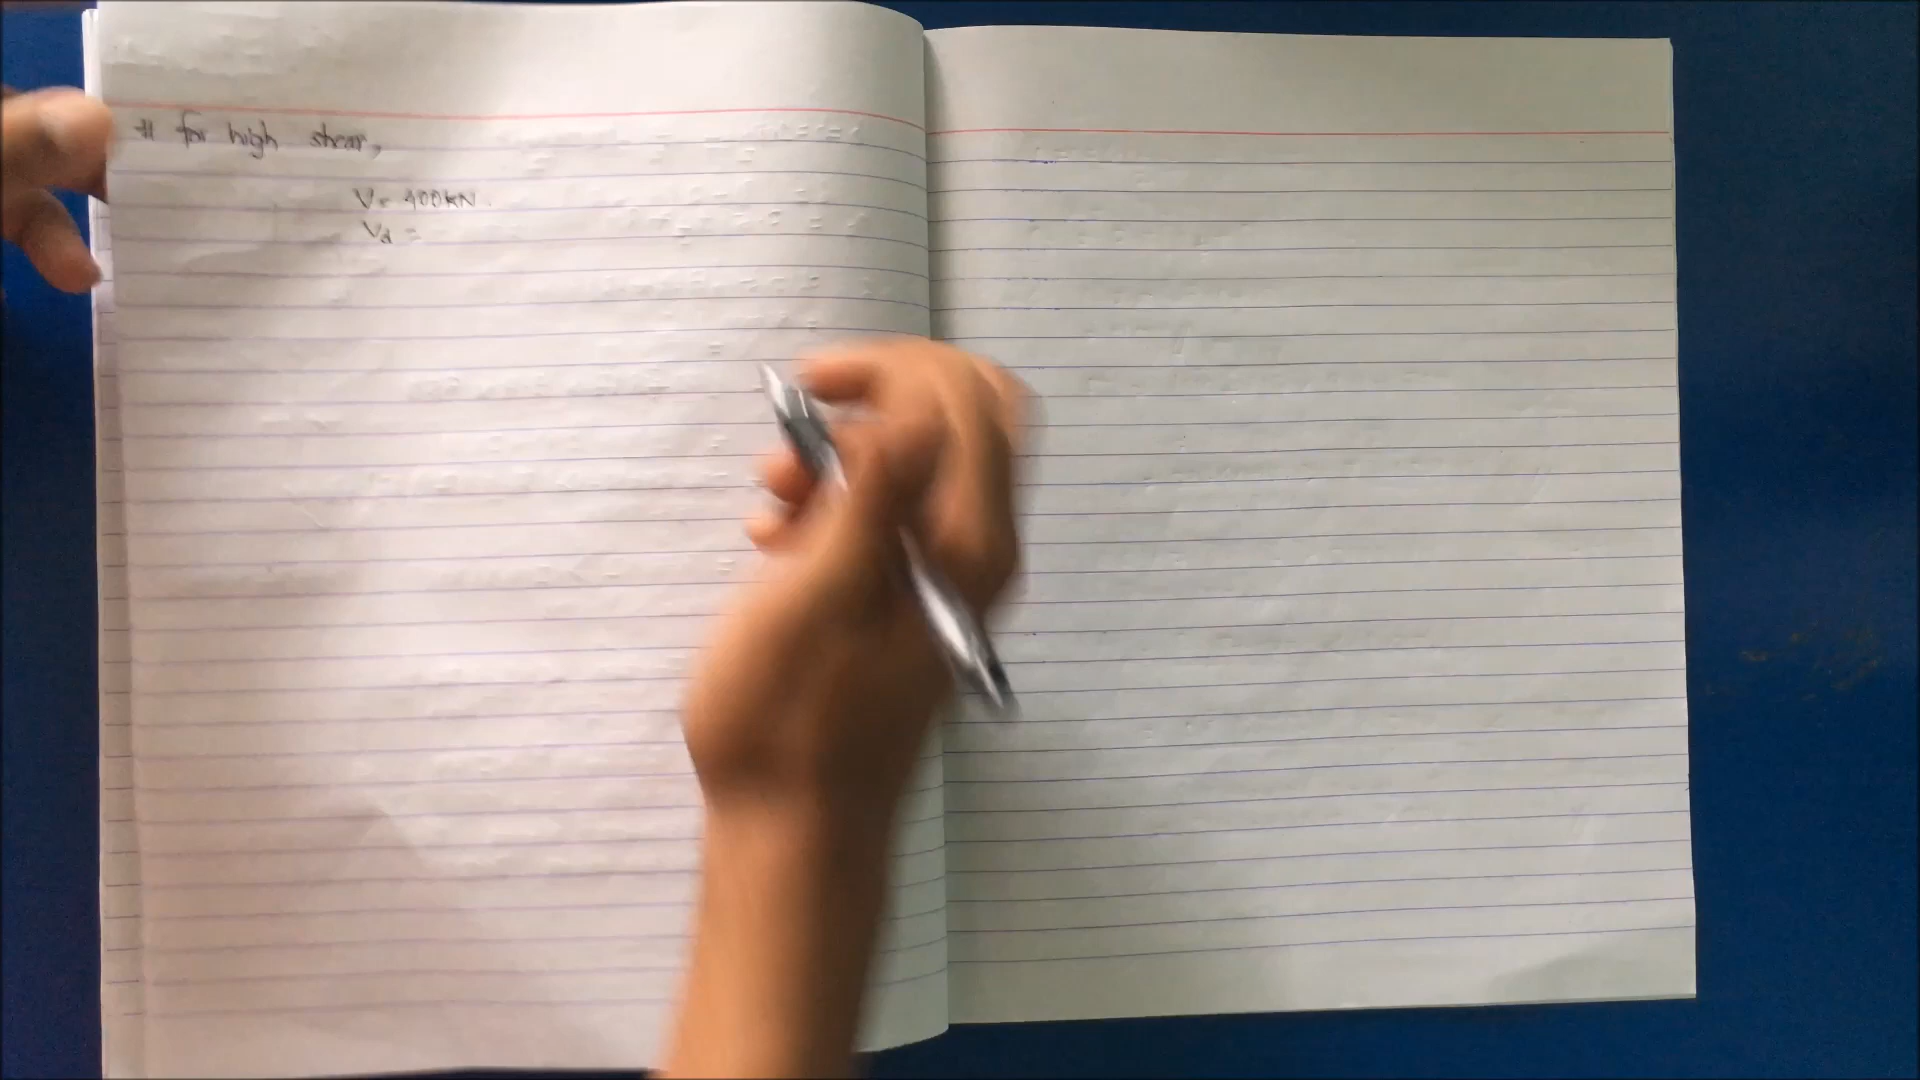 # for high shear,
V = 400kN.
Vd =